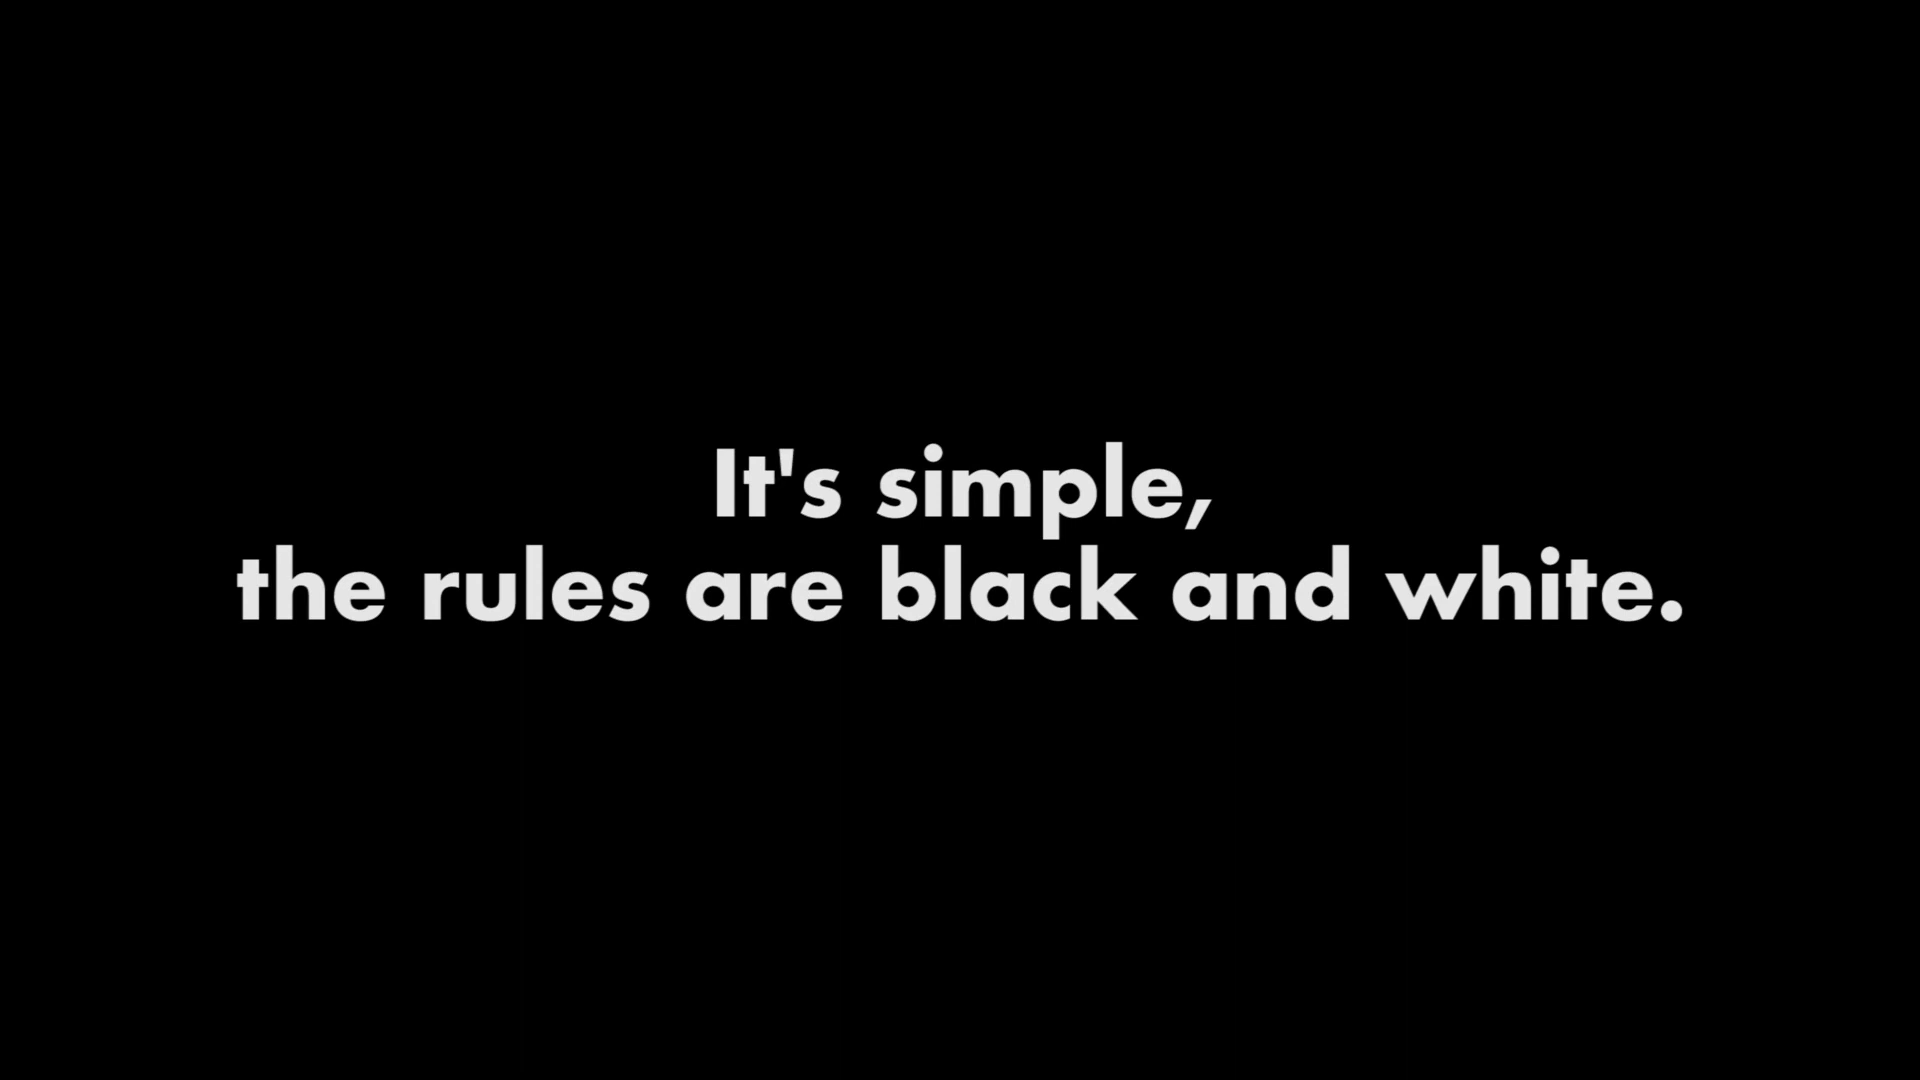 It's simple,
the rules are black and white.